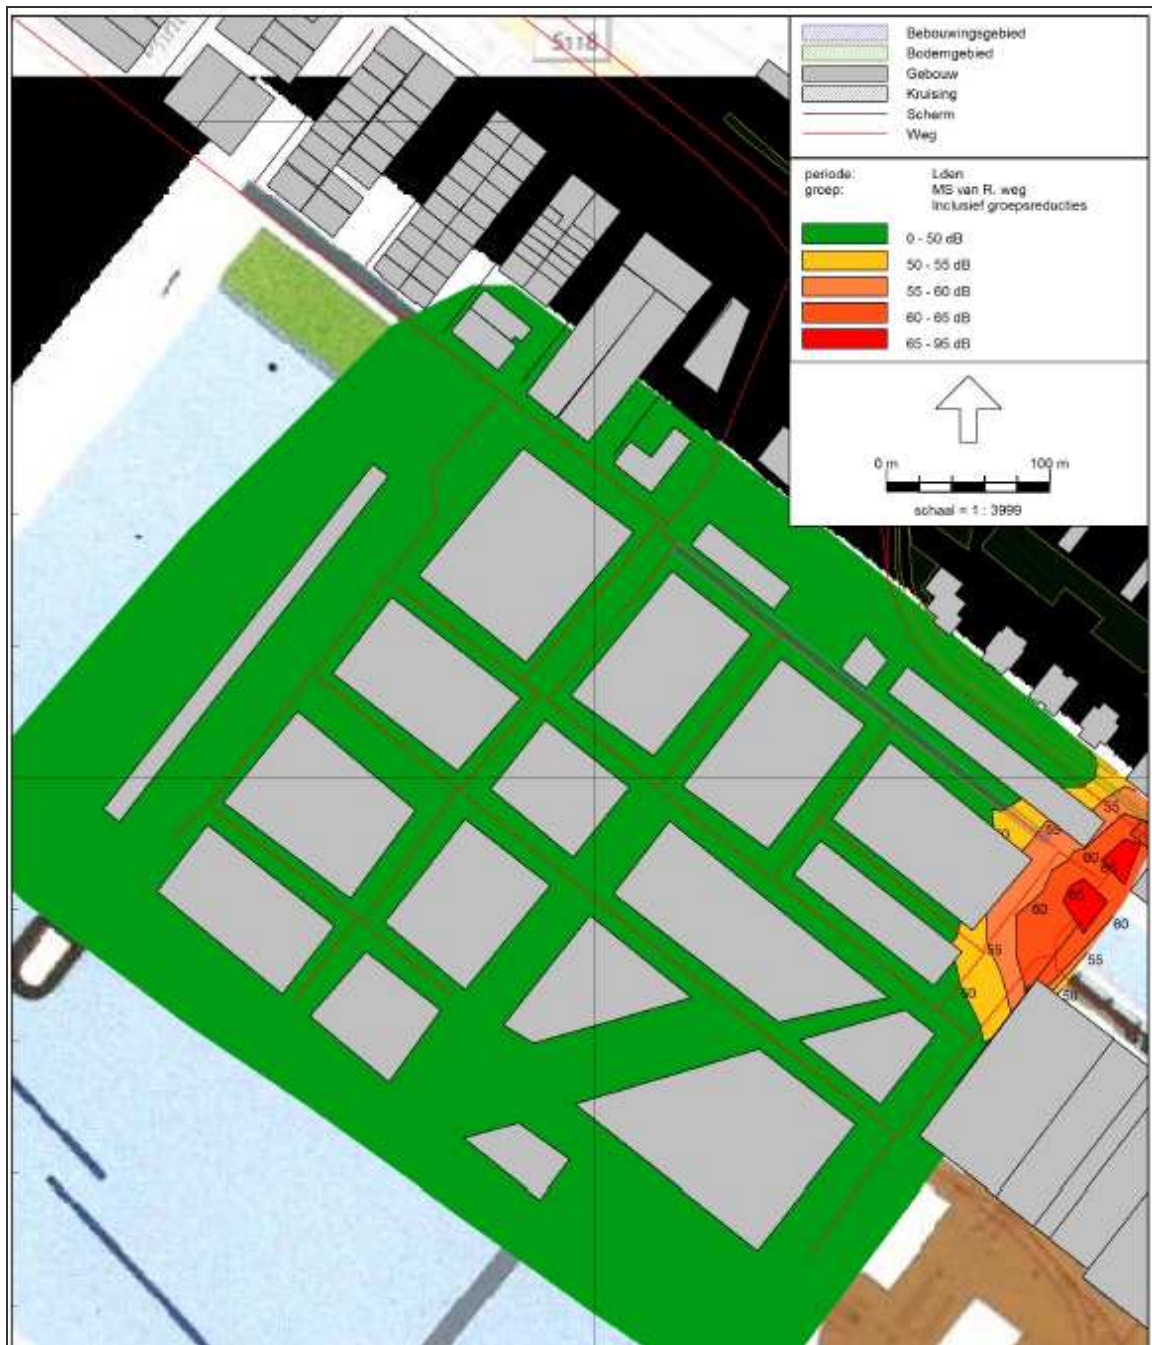 S118
Bebouwingsgebied
Bodemgebied
Gebouw
Kruising
Scherm
Weg
periode: Lden
groep: MS van R. weg
Inclusief groepsreducties
0 - 50 dB
50 - 55 dB
55 - 60 dB
60 - 65 dB
65 - 95 dB
0 m 100 m
schaal = 1 : 3999
55
50 55
60
65
65
60 60
55 55
50 50